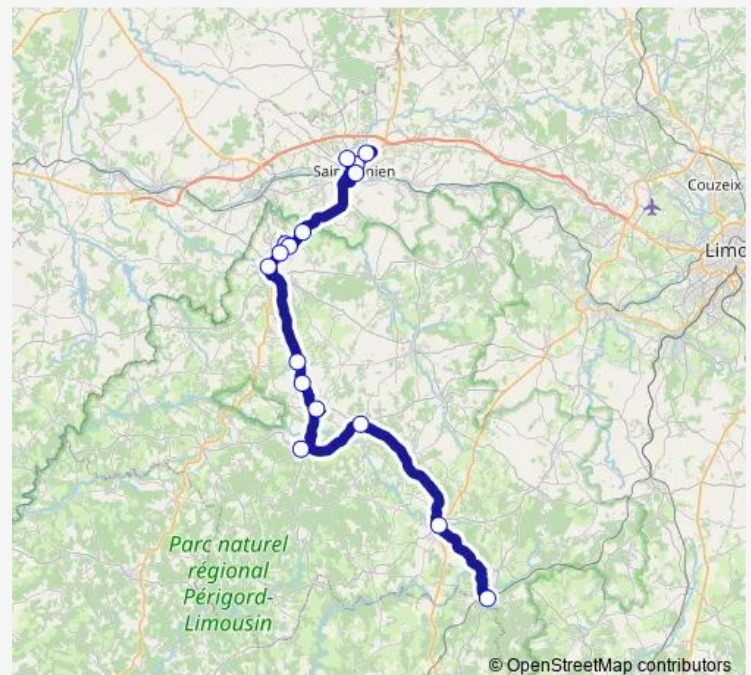 Couzeix
Parc naturel
régional
Périgord-
Limousin
© OpenStreetMap contributors